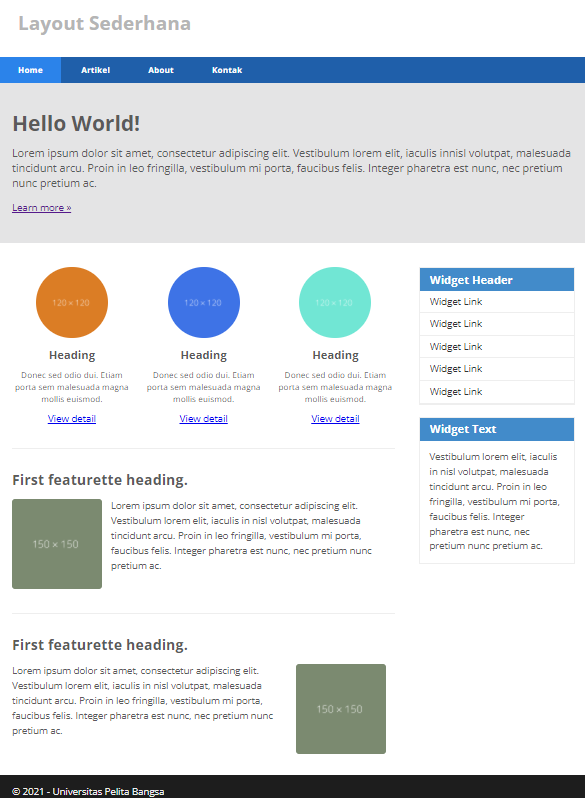 Layout Sederhana
Home Artikel About Kontak
Hello World!
Lorem ipsum dolor sit amet, consectetur adipiscing elit. Vestibulum lorem elit, iaculis innisl volutpat, malesuada
tincidunt arcu. Proin in leo fringilla, vestibulum mi porta, faucibus felis. Integer pharetra est nunc, nec pretium
nunc pretium ac.
Learn more »
120 × 120
Heading
Donec sed odio dui. Etiam
porta sem malesuada magna
mollis euismod.
View detail
120 × 120
Heading
Donec sed odio dui. Etiam
porta sem malesuada magna
mollis euismod.
View detail
120 × 120
Heading
Donec sed odio dui. Etiam
porta sem malesuada magna
mollis euismod.
View detail
First featurette heading.
150 × 150
Lorem ipsum dolor sit amet, consectetur adipiscing elit.
Vestibulum lorem elit, iaculis in nisl volutpat, malesuada
tincidunt arcu. Proin in leo fringilla, vestibulum mi porta,
faucibus felis. Integer pharetra est nunc, nec pretium nunc
pretium ac.
First featurette heading.
Lorem ipsum dolor sit amet, consectetur adipiscing elit.
Vestibulum lorem elit, iaculis in nisl volutpat, malesuada
tincidunt arcu. Proin in leo fringilla, vestibulum mi porta,
faucibus felis. Integer pharetra est nunc, nec pretium nunc
pretium ac.
150 × 150
Widget Header
Widget Link
Widget Link
Widget Link
Widget Link
Widget Link
Widget Text
Vestibulum lorem elit, iaculis
in nisl volutpat, malesuada
tincidunt arcu. Proin in leo
fringilla, vestibulum mi porta,
faucibus felis. Integer
pharetra est nunc, nec
pretium nunc pretium ac.
© 2021 - Universitas Pelita Bangsa